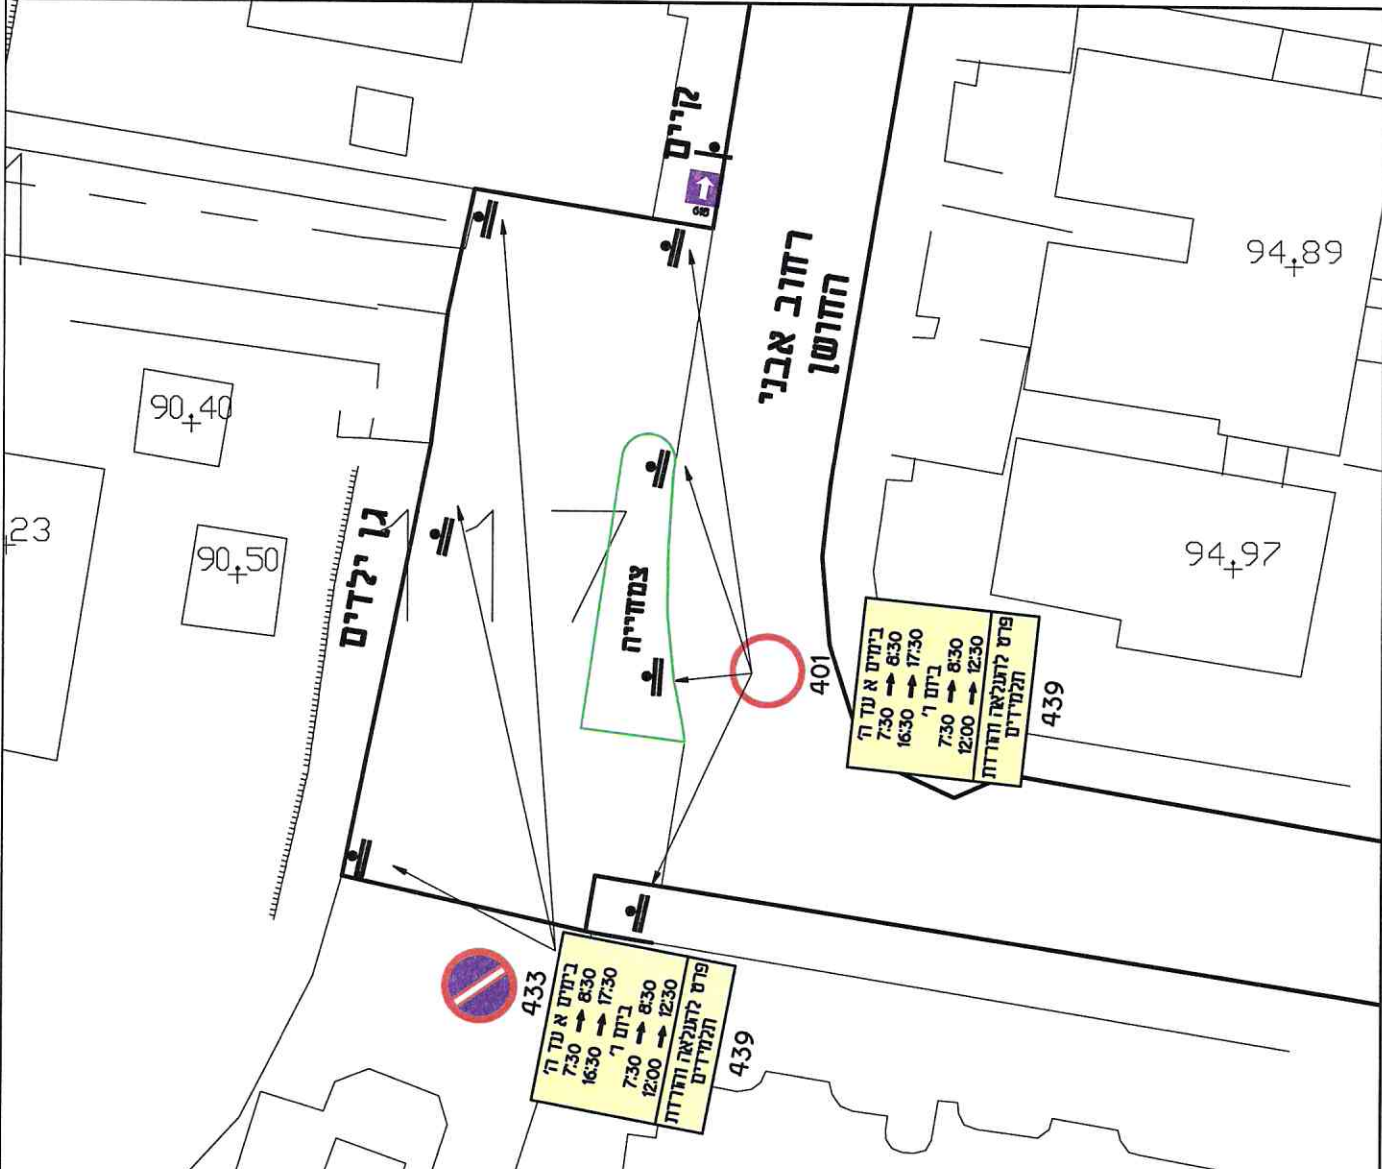 קיים
618
רחוב אבני
החושן
94.89
90.40
23
90.50
גן ילדים
צמחייה
94.97
401
בימים א עד ה'
7:30 → 8:30
16:30 → 17:30
ביום ו'
7:30 → 8:30
12:00 → 12:30
פרט להעלאה והורדת
תלמידים
439
433
בימים א עד ה'
7:30 → 8:30
16:30 → 17:30
ביום ו'
7:30 → 8:30
12:00 → 12:30
פרט להעלאה והורדת
תלמידים
439